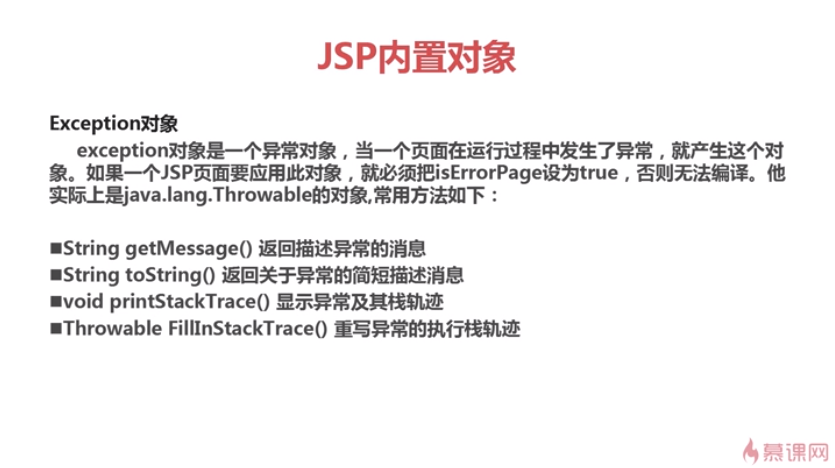 JSP内置对象
Exception对象
exception对象是一个异常对象，当一个页面在运行过程中发生了异常，就产生这个对
象。如果一个JSP页面要应用此对象，就必须把isErrorPage设为true，否则无法编译。他
实际上是java.lang.Throwable的对象,常用方法如下：
■String getMessage() 返回描述异常的消息
■String toString() 返回关于异常的简短描述消息
■void printStackTrace() 显示异常及其栈轨迹
■Throwable FillInStackTrace() 重写异常的执行栈轨迹
慕课网